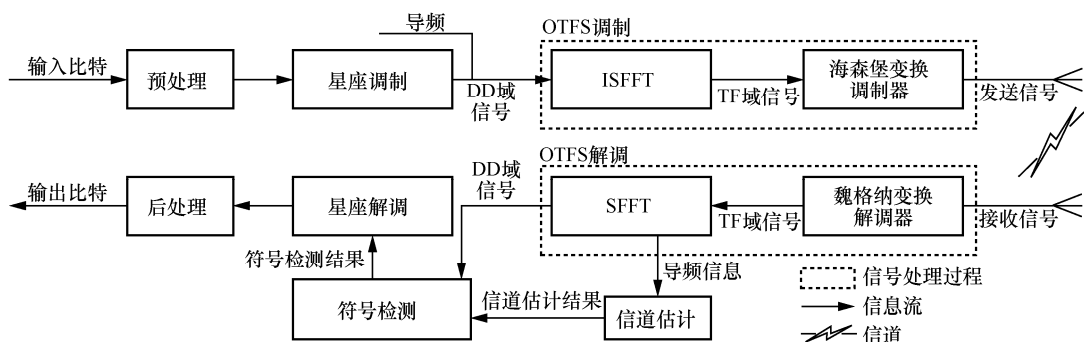 导频
OTFS调制
输入比特
预处理
星座调制
DD域
信号
ISFFT
TF域信号
海森堡变换
调制器
发送信号
OTFS解调
输出比特
后处理
星座解调
DD域
信号
SFFT
TF域信号
魏格纳变换
解调器
接收信号
符号检测结果
导频信息
符号检测
信道估计结果
信道估计
信号处理过程
信息流
信道